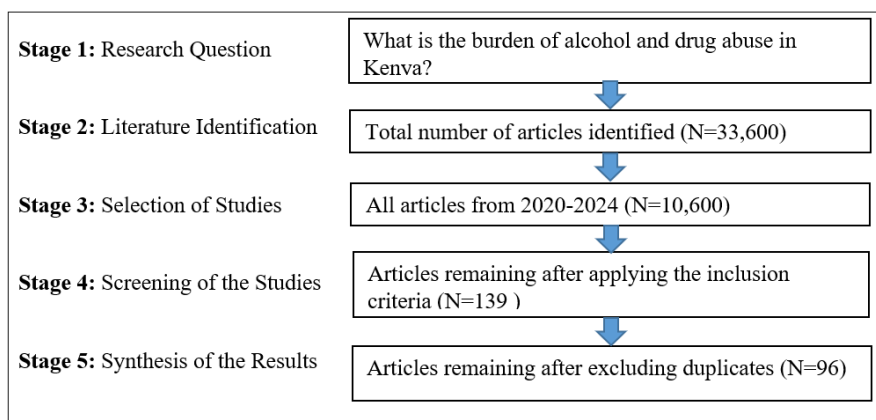 Stage 1: Research Question
What is the burden of alcohol and drug abuse in
Kenva?
Stage 2: Literature Identification
Total number of articles identified (N=33,600)
Stage 3: Selection of Studies
All articles from 2020-2024 (N=10,600)
Stage 4: Screening of the Studies
Articles remaining after applying the inclusion
criteria (N=139 )
Stage 5: Synthesis of the Results
Articles remaining after excluding duplicates (N=96)